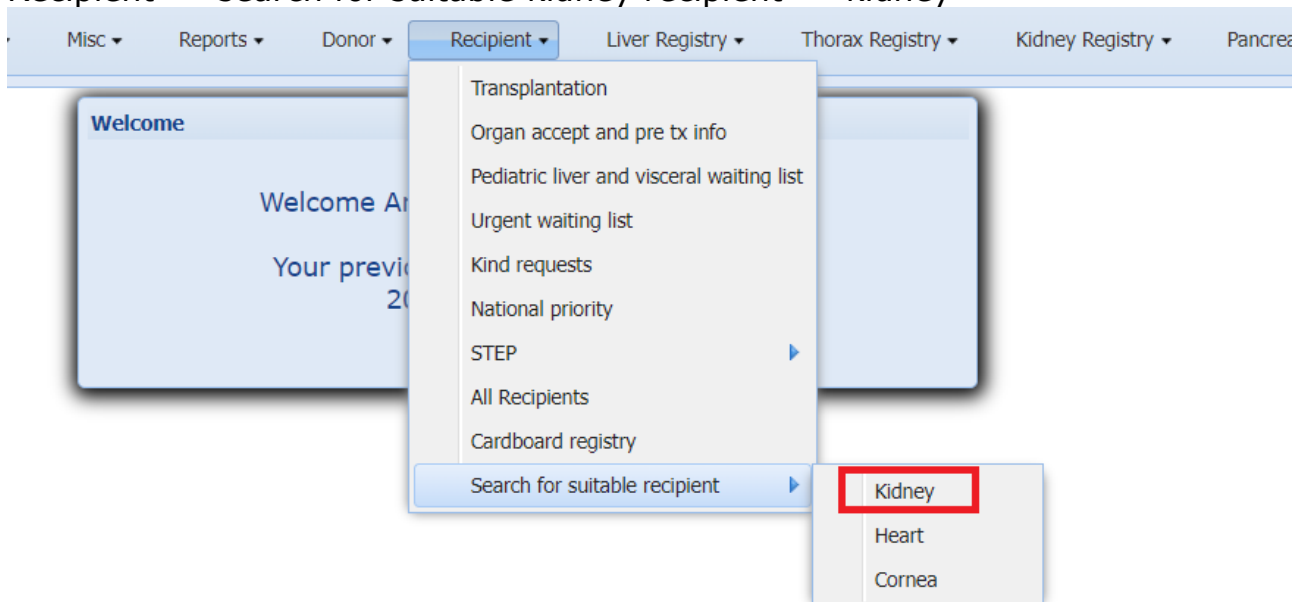 Misc Reports Donor Recipient Liver Registry Thorax Registry Kidney Registry
Welcome
Welcome
Your
Transplantation
Organ accept and pre tx info
Pediatric liver and visceral waiting list
Urgent waiting list
Kind requests
National priority
STEP
All Recipients
Cardboard registry
Search for suitable recipient
Kidney
Heart
Cornea